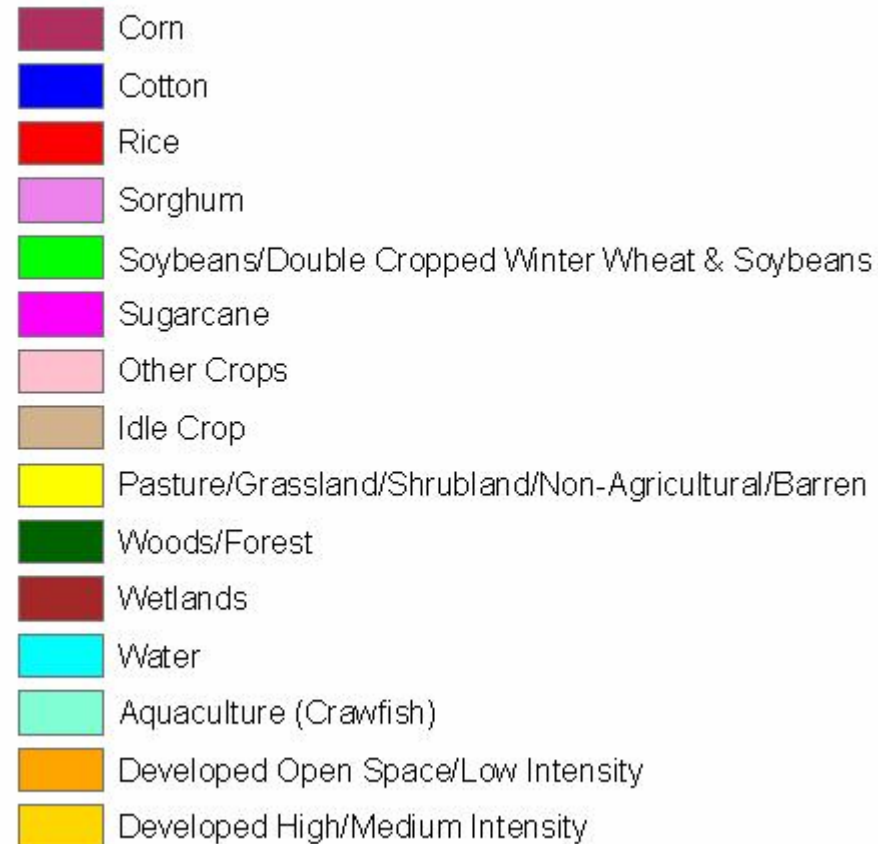 Corn
Cotton
Rice
Sorghum
Soybeans/Double Cropped Winter Wheat & Soybeans
Sugarcane
Other Crops
Idle Crop
Pasture/Grassland/Shrubland/Non-Agricultural/Barren
Woods/Forest
Wetlands
Water
Aquaculture (Crawfish)
Developed Open Space/Low Intensity
Developed High/Medium Intensity